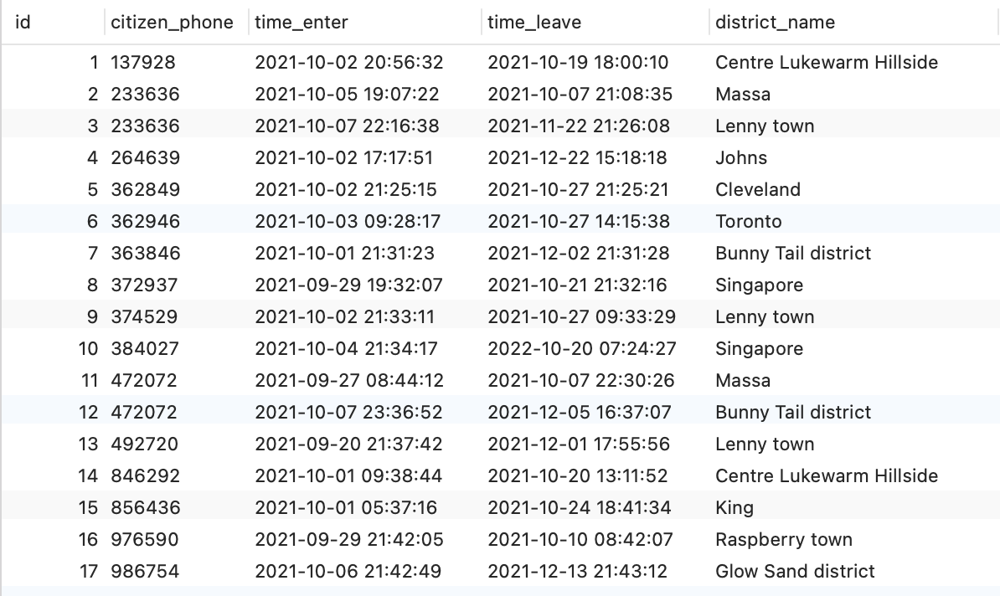 id citizen_phone time_enter time_leave district_name
1 137928 2021-10-02 20:56:32 2021-10-19 18:00:10 Centre Lukewarm Hillside
2 233636 2021-10-05 19:07:22 2021-10-07 21:08:35 Massa
3 233636 2021-10-07 22:16:38 2021-11-22 21:26:08 Lenny town
4 264639 2021-10-02 17:17:51 2021-12-22 15:18:18 Johns
5 362849 2021-10-02 21:25:15 2021-10-27 21:25:21 Cleveland
6 362946 2021-10-03 09:28:17 2021-10-27 14:15:38 Toronto
7 363846 2021-10-01 21:31:23 2021-12-02 21:31:28 Bunny Tail district
8 372937 2021-09-29 19:32:07 2021-10-21 21:32:16 Singapore
9 374529 2021-10-02 21:33:11 2021-10-27 09:33:29 Lenny town
10 384027 2021-10-04 21:34:17 2022-10-20 07:24:27 Singapore
11 472072 2021-09-27 08:44:12 2021-10-07 22:30:26 Massa
12 472072 2021-10-07 23:36:52 2021-12-05 16:37:07 Bunny Tail district
13 492720 2021-09-20 21:37:42 2021-12-01 17:55:56 Lenny town
14 846292 2021-10-01 09:38:44 2021-10-20 13:11:52 Centre Lukewarm Hillside
15 856436 2021-10-01 05:37:16 2021-10-24 18:41:34 King
16 976590 2021-09-29 21:42:05 2021-10-10 08:42:07 Raspberry town
17 986754 2021-10-06 21:42:49 2021-12-13 21:43:12 Glow Sand district